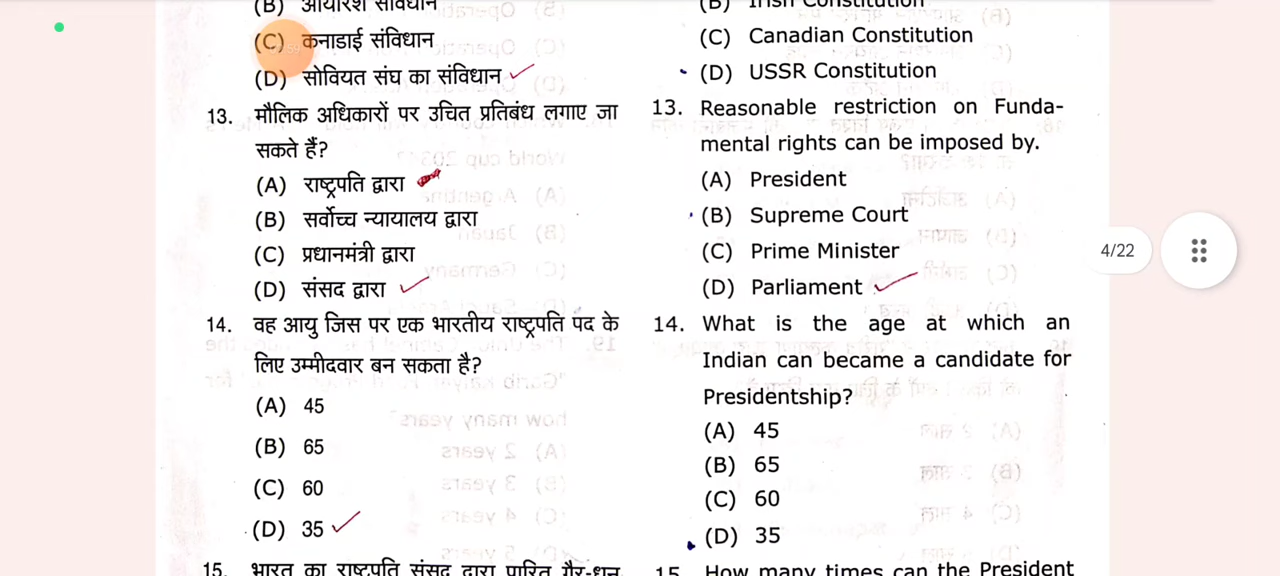 (B) आयरिश संविधान
(C) कनाडाई संविधान
(D) सोवियत संघ का संविधान
13. मौलिक अधिकारों पर उचित प्रतिबंध लगाए जा
सकते हैं?
(A) राष्ट्रपति द्वारा
(B) सर्वोच्च न्यायालय द्वारा
(C) प्रधानमंत्री द्वारा
(D) संसद द्वारा
14. वह आयु जिस पर एक भारतीय राष्ट्रपति पद के
लिए उम्मीदवार बन सकता है?
(A) 45
(B) 65
(C) 60
(D) 35
15. भारत का राष्ट्रपति संसद द्वारा पारित गैर-धन
(B) Irish Constitution
(C) Canadian Constitution
(D) USSR Constitution
13. Reasonable restriction on Funda-
mental rights can be imposed by.
(A) President
(B) Supreme Court
(C) Prime Minister
(D) Parliament
14. What is the age at which an
Indian can became a candidate for
Presidentship?
(A) 45
(B) 65
(C) 60
(D) 35
15. How many times can the President
4/22